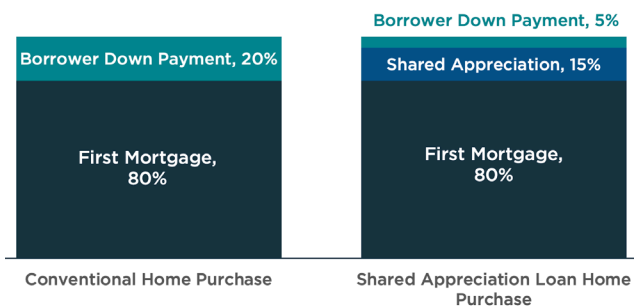 Borrower Down Payment, 20%
First Mortgage,
80%
Conventional Home Purchase
Borrower Down Payment, 5%
Shared Appreciation, 15%
First Mortgage,
80%
Shared Appreciation Loan Home
Purchase